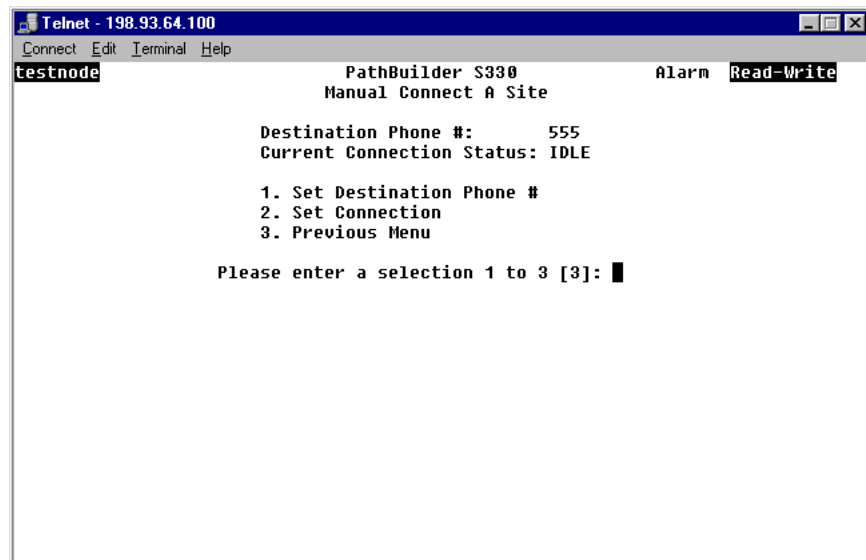 Telnet - 198.93.64.100
Connect Edit Terminal Help
testnode PathBuilder S330 Alarm Read-Write
Manual Connect A Site
Destination Phone #: 555
Current Connection Status: IDLE
1. Set Destination Phone #
2. Set Connection
3. Previous Menu
Please enter a selection 1 to 3 [3]: